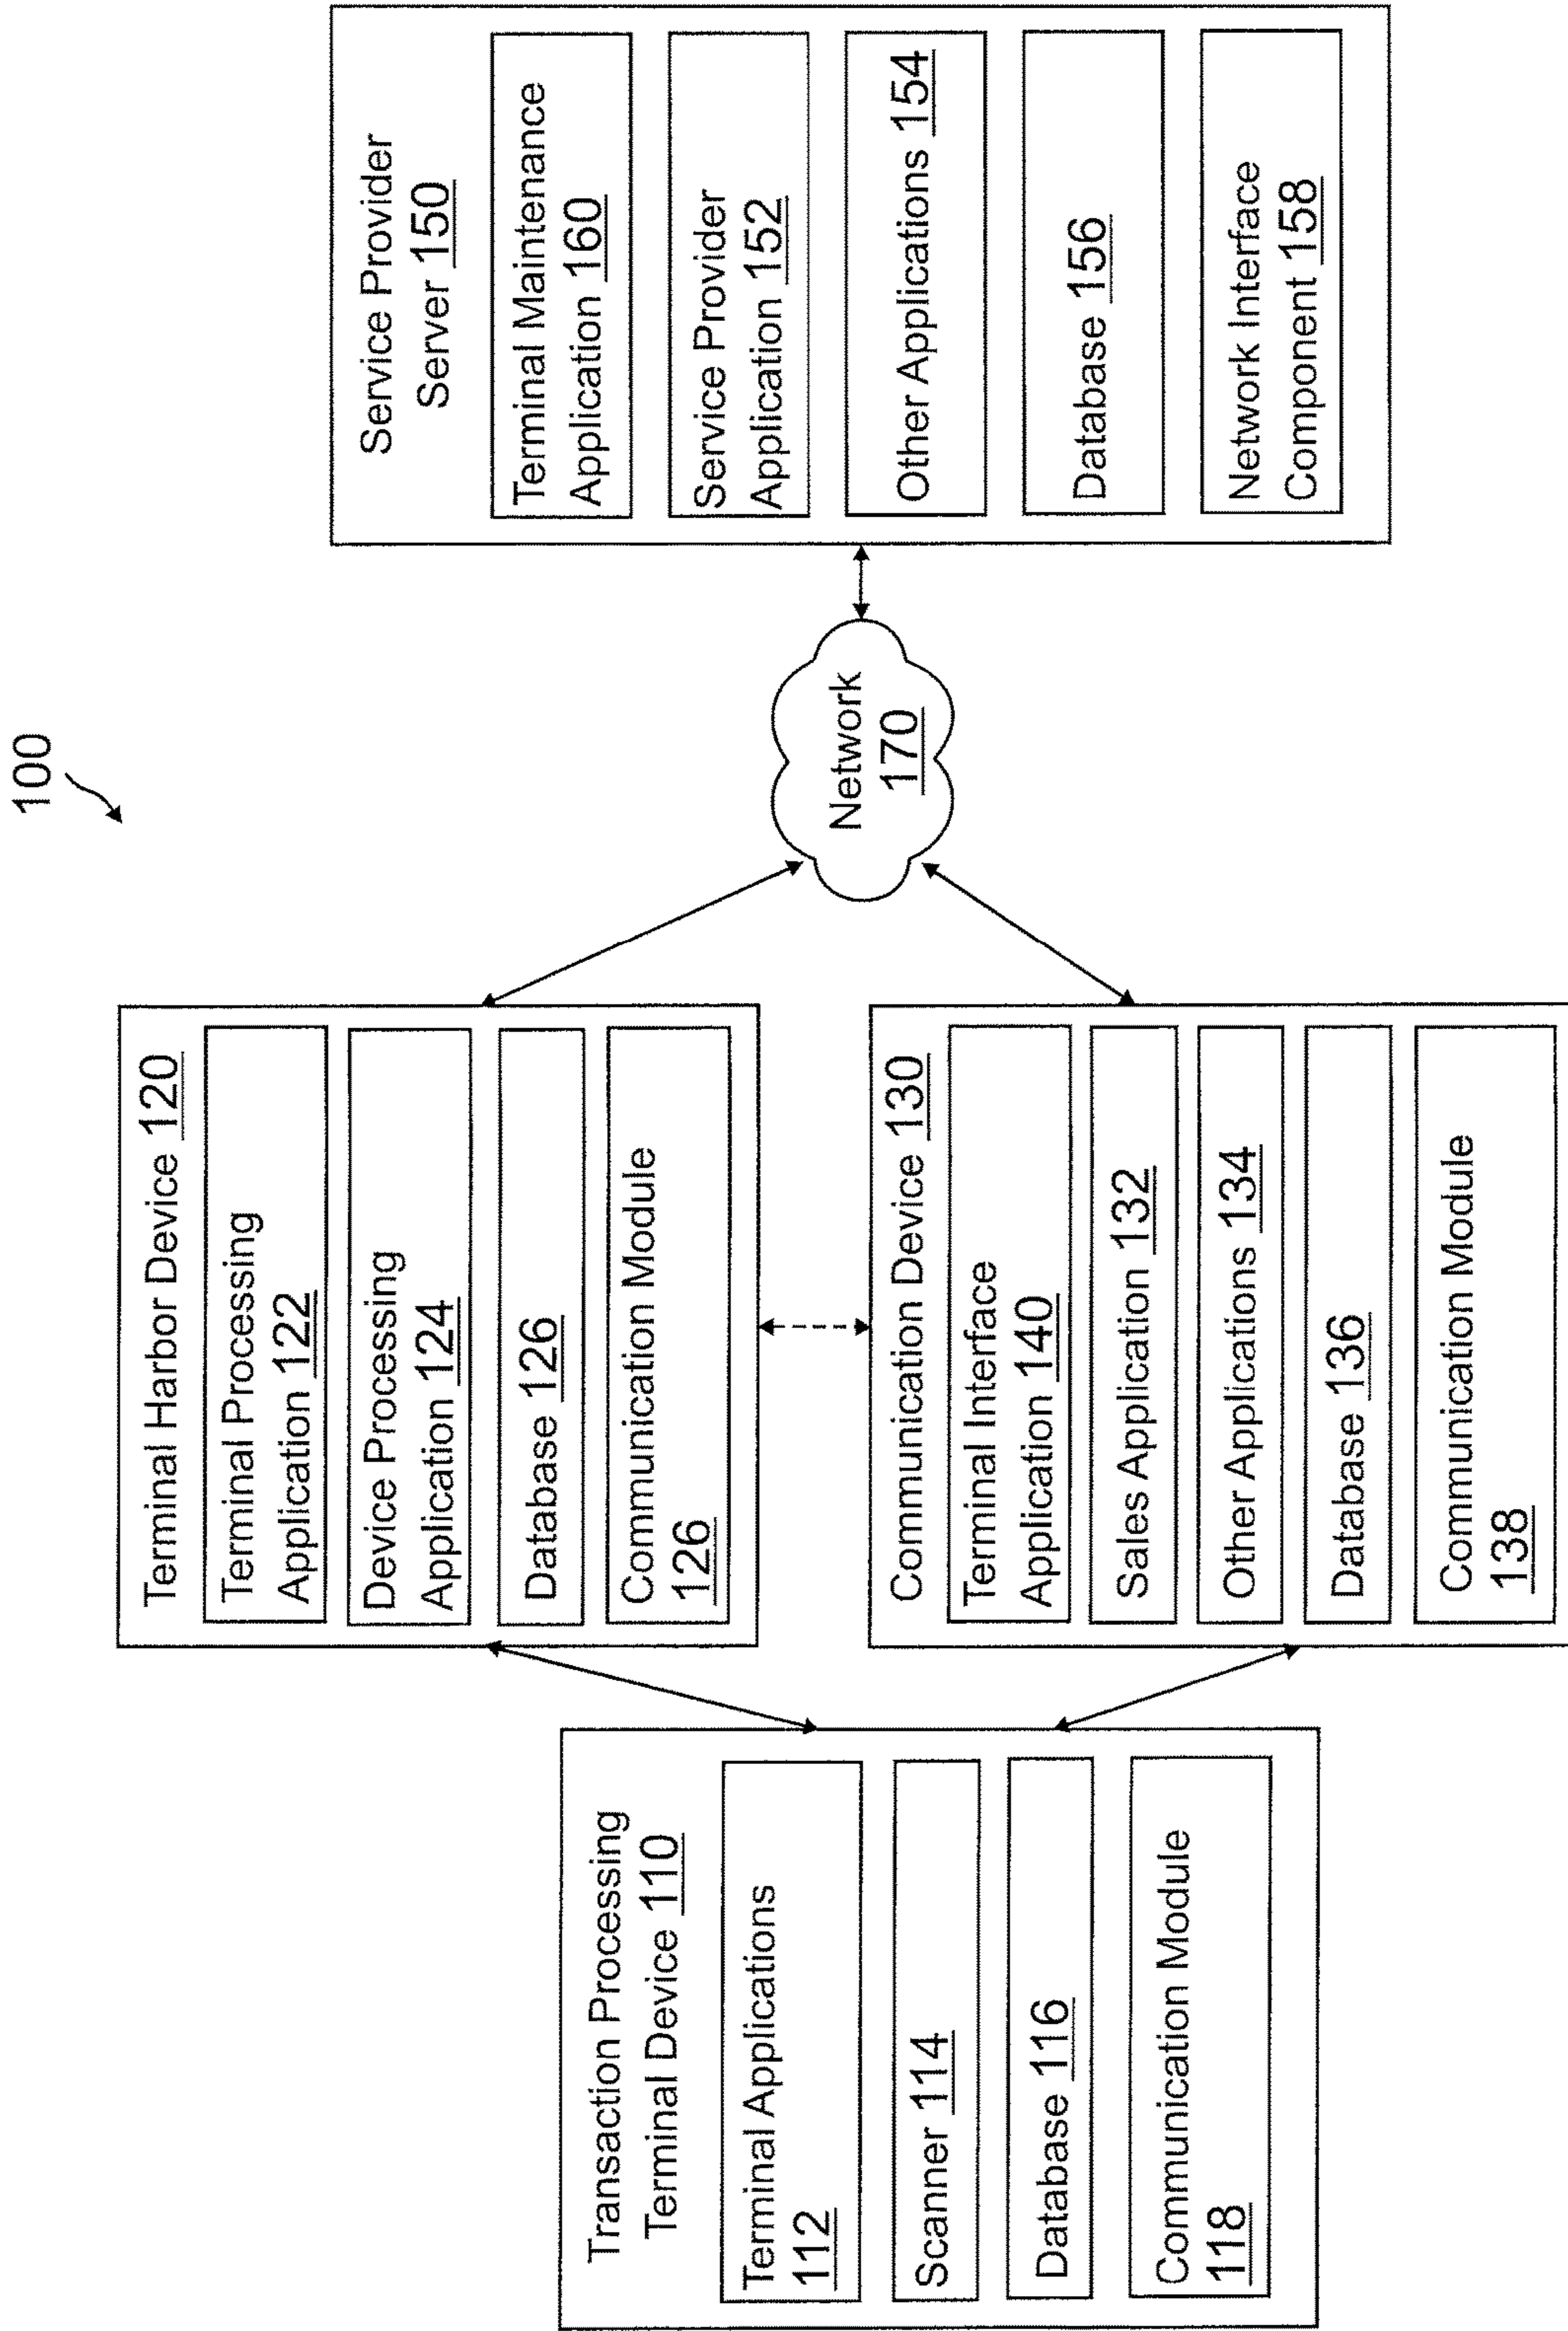 100
Transaction Processing
Terminal Device 110
Terminal Applications
112
Scanner 114
Database 116
Communication Module
118
Terminal Harbor Device 120
Terminal Processing
Application 122
Device Processing
Application 124
Database 126
Communication Module
126
Communication Device 130
Terminal Interface
Application 140
Sales Application 132
Other Applications 134
Database 136
Communication Module
138
Network
170
Service Provider
Server 150
Terminal Maintenance
Application 160
Service Provider
Application 152
Other Applications 154
Database 156
Network Interface
Component 158